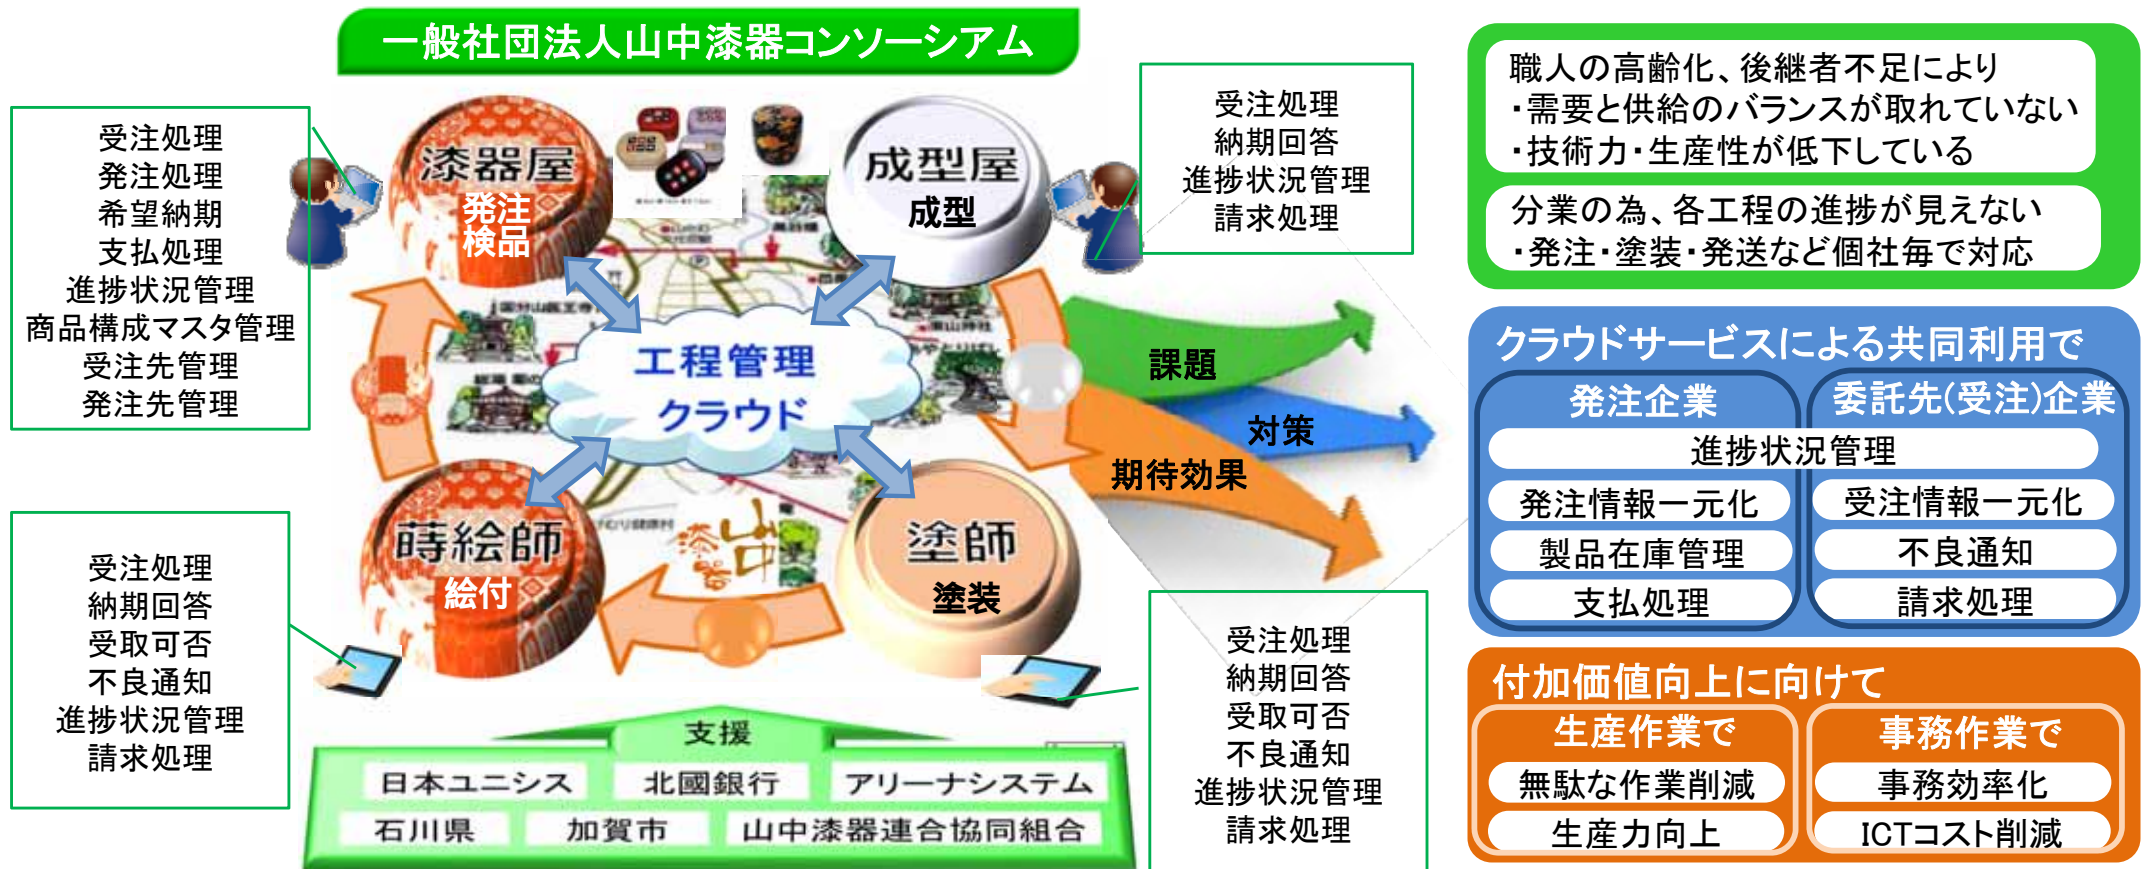 一般社団法人山中漆器コンソーシアム
受注処理
発注処理
希望納期
支払処理
進捗状況管理
商品構成マスタ管理
受注先管理
発注先管理
漆器屋
発注
検品
成型屋
成型
受注処理
納期回答
進捗状況管理
請求処理
工程管理
クラウド
課題
対策
期待効果
蒔絵師
絵付
山中
漆器
塗師
塗装
受注処理
納期回答
受取可否
不良通知
進捗状況管理
請求処理
受注処理
納期回答
受取可否
不良通知
進捗状況管理
請求処理
支援
日本ユニシス
北國銀行
アリーナシステム
石川県
加賀市
山中漆器連合協同組合
職人の高齢化、後継者不足により
・需要と供給のバランスが取れていない
・技術力・生産性が低下している
分業の為、各工程の進捗が見えない
・発注・塗装・発送など個社毎で対応
クラウドサービスによる共同利用で
発注企業
委託先(受注)企業
進捗状況管理
発注情報一元化
受注情報一元化
製品在庫管理
不良通知
支払処理
請求処理
付加価値向上に向けて
生産作業で
事務作業で
無駄な作業削減
事務効率化
生産力向上
ICTコスト削減